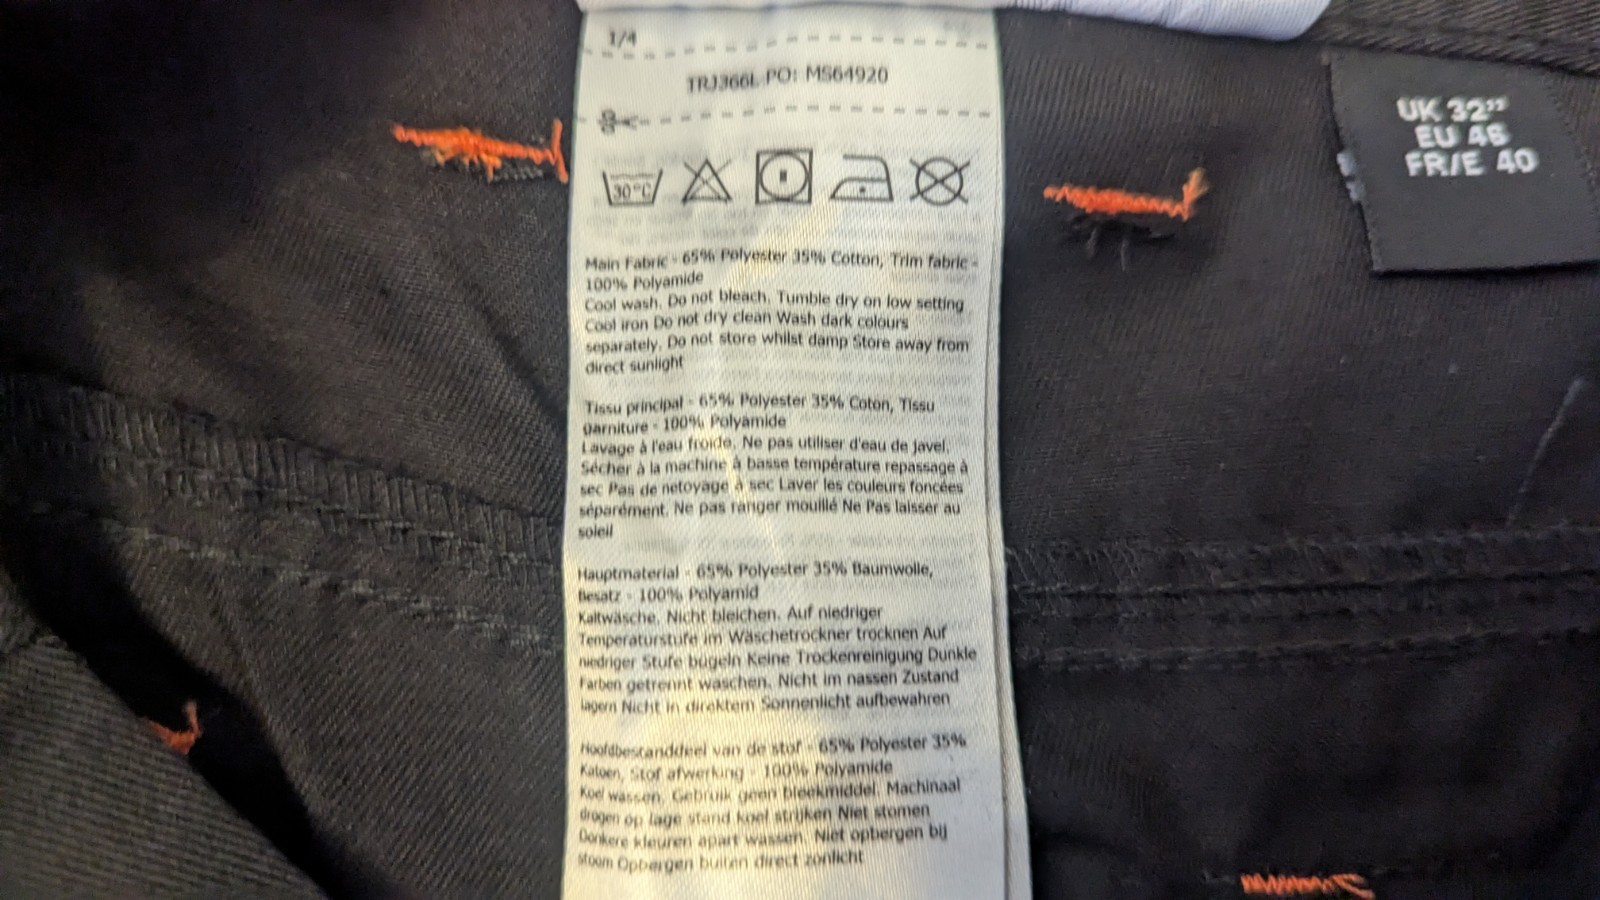 1/4
TRJ366L PO: MS64920
30°C
Main Fabric - 65% Polyester 35% Cotton, Trim fabric -
100% Polyamide
Cool wash. Do not bleach. Tumble dry on low setting
Cool iron Do not dry clean Wash dark colours
separately. Do not store whilst damp Store away from
direct sunlight
Tissu principal - 65% Polyester 35% Coton, Tissu
garniture - 100% Polyamide
Lavage à l'eau froide. Ne pas utiliser d'eau de javel.
Sécher à la machine à basse température repassage à
sec Pas de netoyage a sec Laver les couleurs foncées
séparément. Ne pas ranger mouillé Ne Pas laisser au
soleil
Hauptmaterial - 65% Polyester 35% Baumwolle,
Besatz - 100% Polyamid
Kaltwäsche. Nicht bleichen. Auf niedriger
Temperaturstufe im Wäschetrockner trocknen Auf
niedriger Stufe bügeln Keine Trockenreinigung Dunkle
Farben getrennt waschen. Nicht im nassen Zustand
lagern Nicht in direktem Sonnenlicht aufbewahren
Hoofdbestanddeel van de stof - 65% Polyester 35%
Katoen, Stof afwerking - 100% Polyamide
Koel wassen. Gebruik geen bleekmiddel. Machinaal
drogen op lage stand koel strijken Niet stomen
Donkere kleuren apart wassen. Niet opbergen bij
stoom Opbergen buiten direct zonlicht
UK 32”
EU 48
FR/E 40